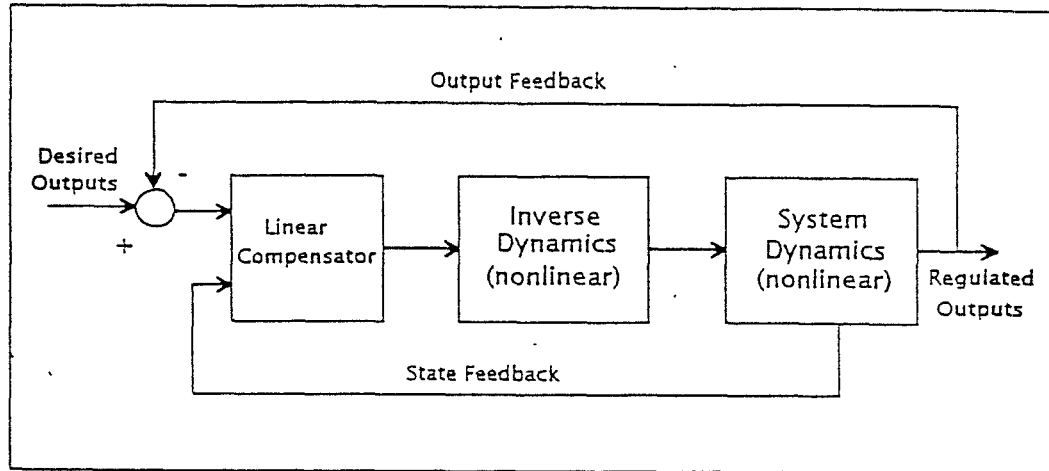 Output Feedback
Desired
Outputs
-
+
Linear
Compensator
Inverse
Dynamics
(nonlinear)
System
Dynamics
(nonlinear)
Regulated
Outputs
State Feedback